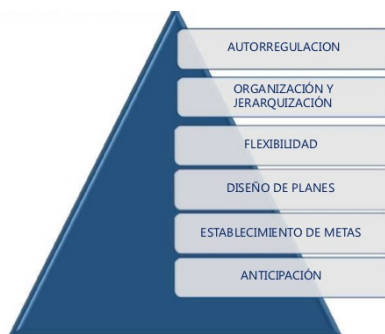 AUTORREGULACION
ORGANIZACIÓN Y
JERARQUIZACIÓN
FLEXIBILIDAD
DISEÑO DE PLANES
ESTABLECIMIENTO DE METAS
ANTICIPACIÓN